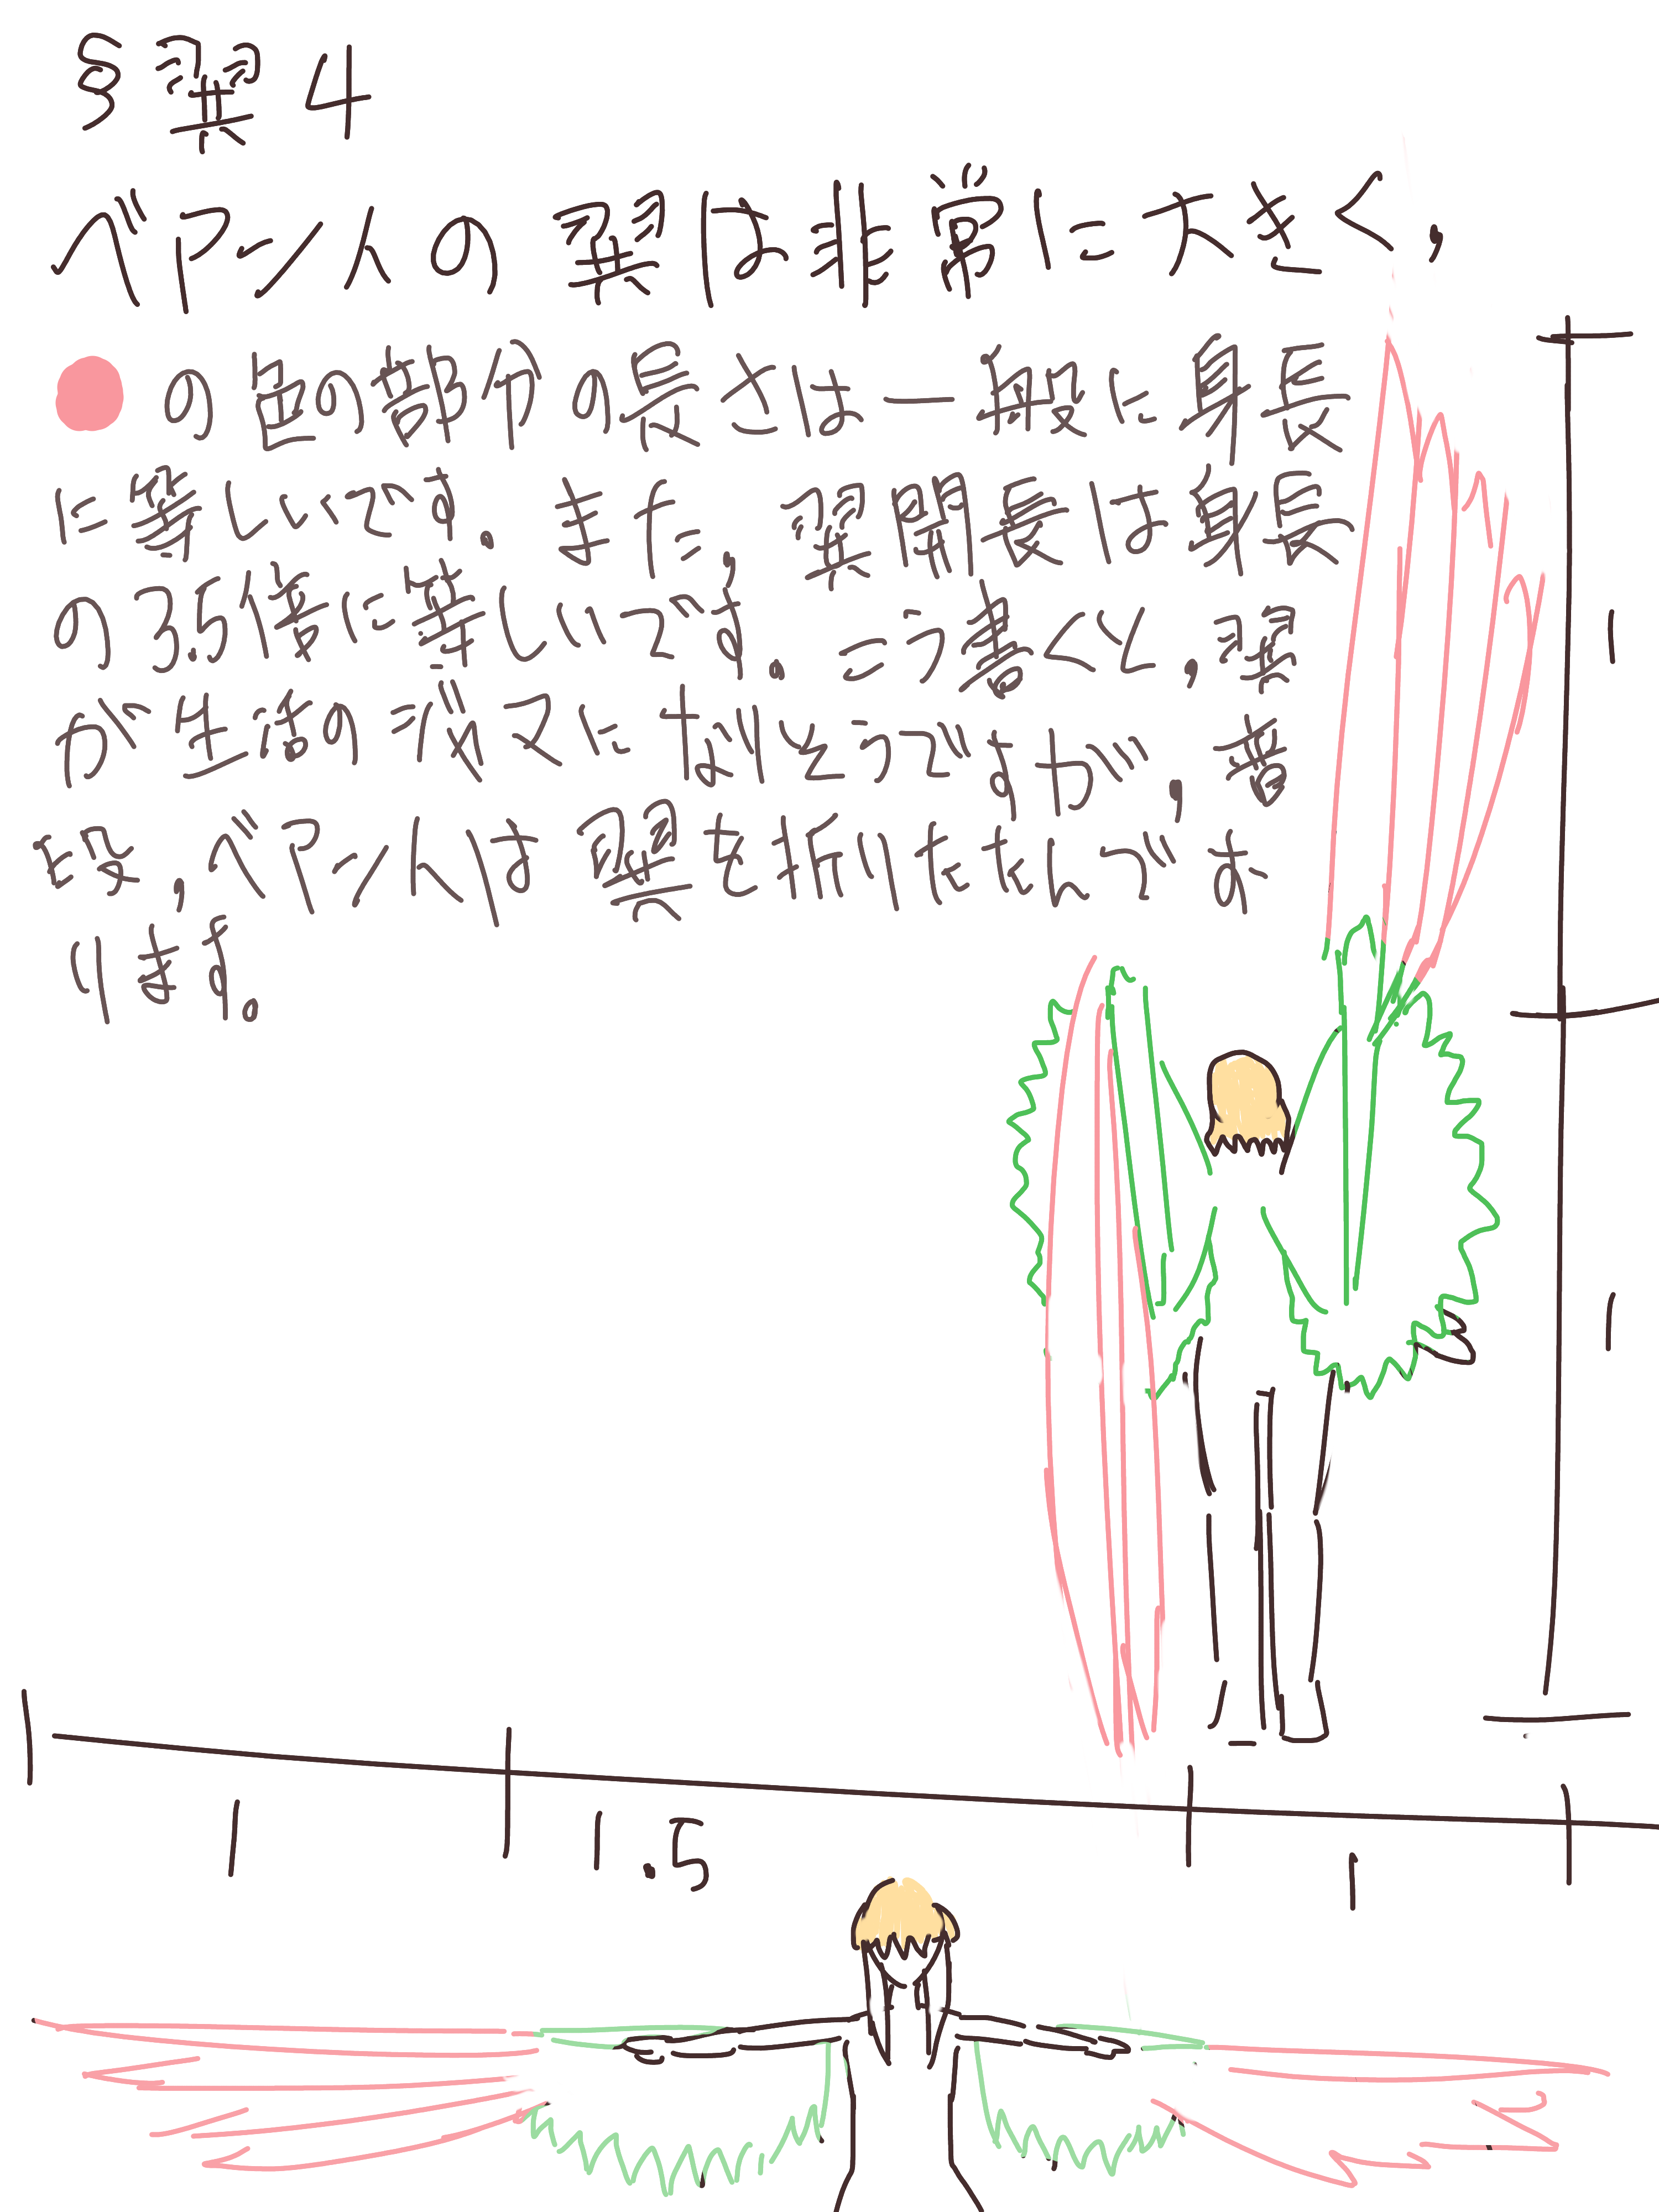 §翼4
ベアントの翼は非常に大きく,
の色の部分の長さは一般に身長
に等しいです.また,翼開長は身長
の3.5倍に等しいです。こう書くと,翼
が生活のジャマになりそうですが,普
段,ベアントは翼を折りたたんでお
ります。
1
1
1
1.5
1